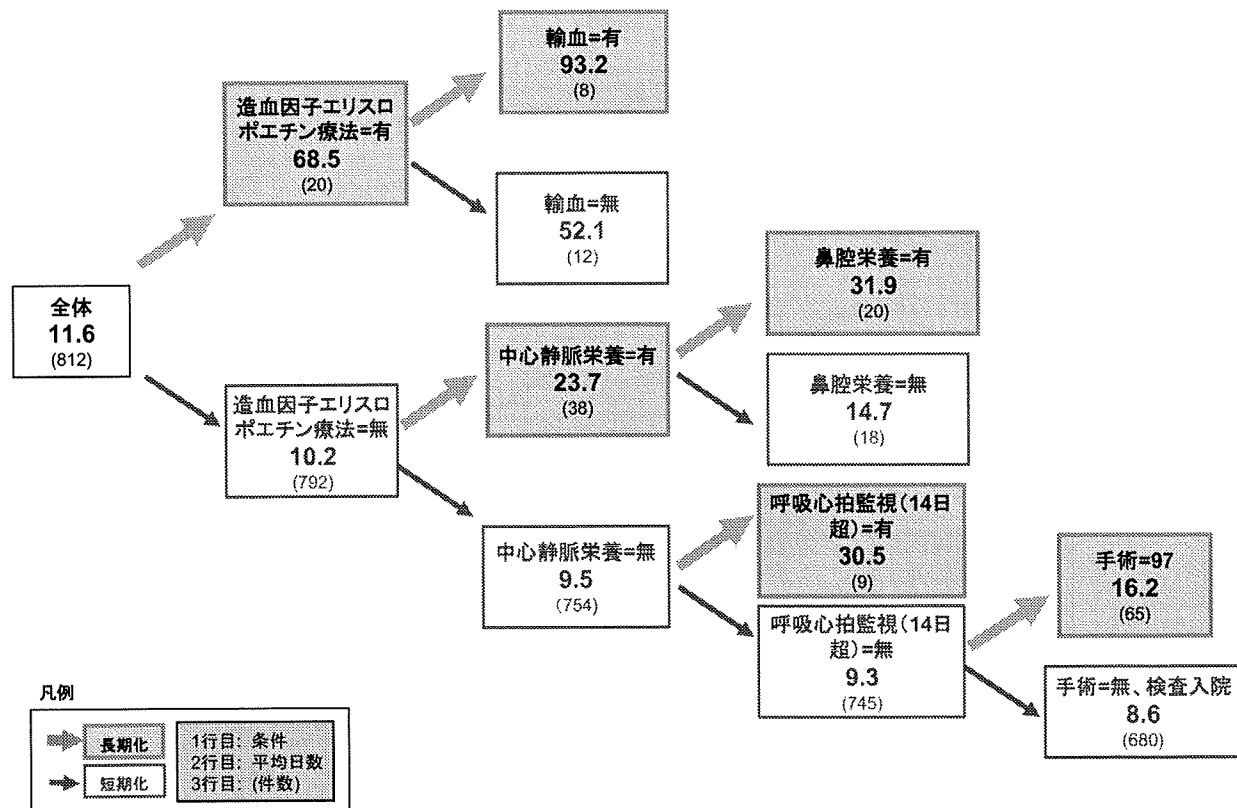 輸血=有
93.2
(8)
造血因子エリスロ
ポエチン療法=有
68.5
(20)
輸血=無
52.1
(12)
鼻腔栄養=有
31.9
(20)
全体
11.6
(812)
中心静脈栄養=有
23.7
(38)
鼻腔栄養=無
14.7
(18)
造血因子エリスロ
ポエチン療法=無
10.2
(792)
呼吸心拍監視(14日
超)=有
30.5
(9)
中心静脈栄養=無
9.5
(754)
手術=97
16.2
(65)
呼吸心拍監視(14日
超)=無
9.3
(745)
手術=無、検査入院
8.6
(680)
凡例
長期化
短期化
1行目: 条件
2行目: 平均日数
3行目: (件数)